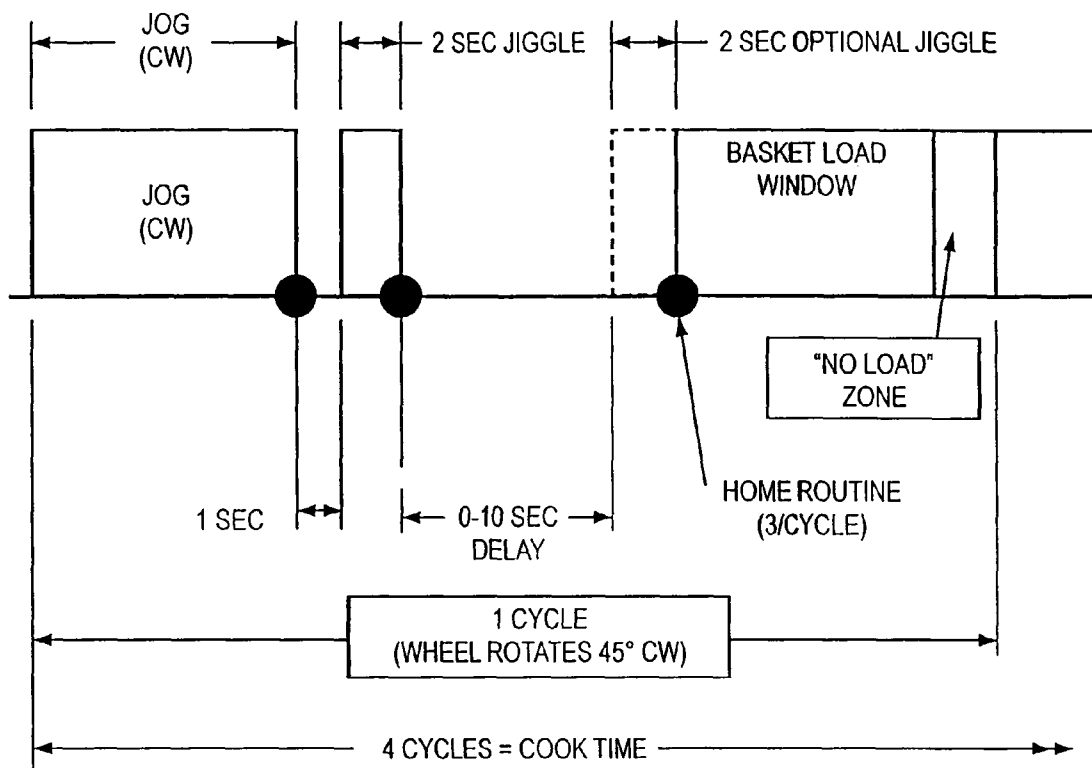 JOG
(CW)
2 SEC JIGGLE
2 SEC OPTIONAL JIGGLE
JOG
(CW)
BASKET LOAD
WINDOW
"NO LOAD"
ZONE
1 SEC
0-10 SEC
DELAY
HOME ROUTINE
(3/CYCLE)
1 CYCLE
(WHEEL ROTATES 45° CW)
4 CYCLES = COOK TIME